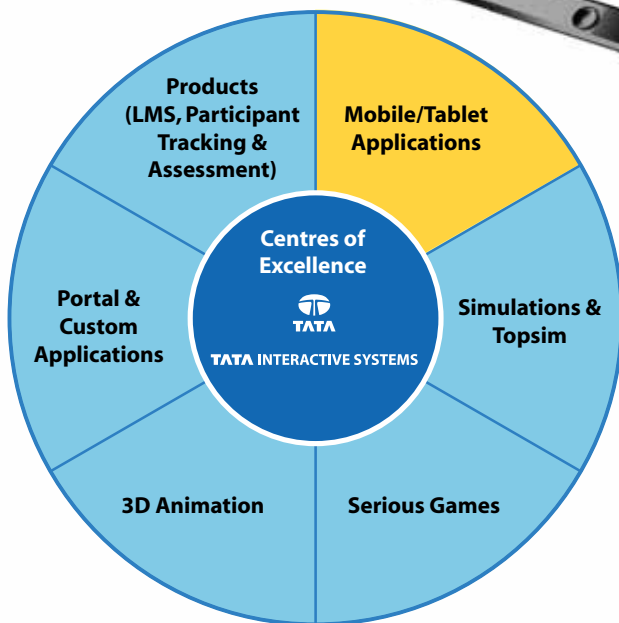 Products
(LMS, Participant
Tracking &
Assessment)
Mobile/Tablet
Applications
Centres of
Excellence
TATA
TATA INTERACTIVE SYSTEMS
Portal &
Custom
Applications
Simulations &
Topsim
3D Animation
Serious Games